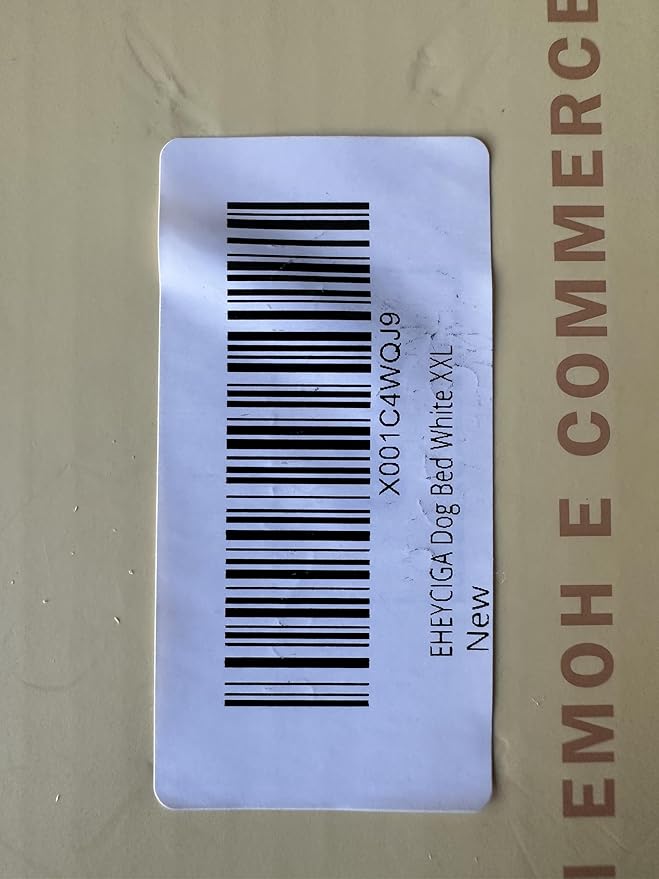 X001C4WQJ9
EHEYCIGA Dog Bed White XXL
New
EMOH E COMMERCE